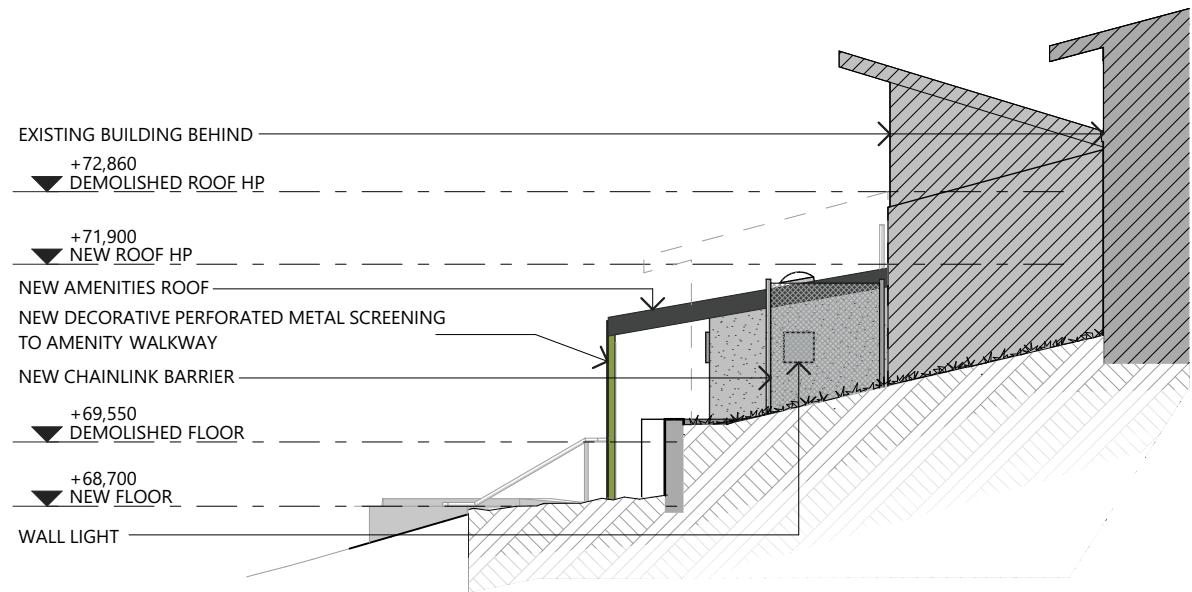 EXISTING BUILDING BEHIND
+72,860
DEMOLISHED ROOF HP
+71,900
NEW ROOF HP
NEW AMENITIES ROOF
NEW DECORATIVE PERFORATED METAL SCREENING
TO AMENITY WALKWAY
NEW CHAINLINK BARRIER
+69,550
DEMOLISHED FLOOR
+68,700
NEW FLOOR
WALL LIGHT